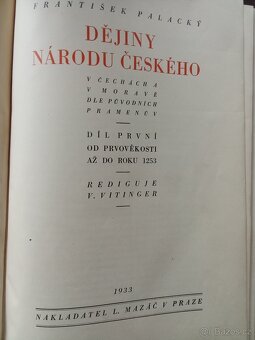 FRANTIŠEK PALACKÝ
DĚJINY
NÁRODU ČESKÉHO
V ČECHÁCH A
V MORAVĚ
DLE PŮVODNÍCH
PRAMENŮV
DÍL PRVNÍ
OD PRVOVĚKOSTI
AŽ DO ROKU 1253
REDIGUJE
V. VITINGER
1933
NAKLADATEL L. MAZÁČ V PRAZE